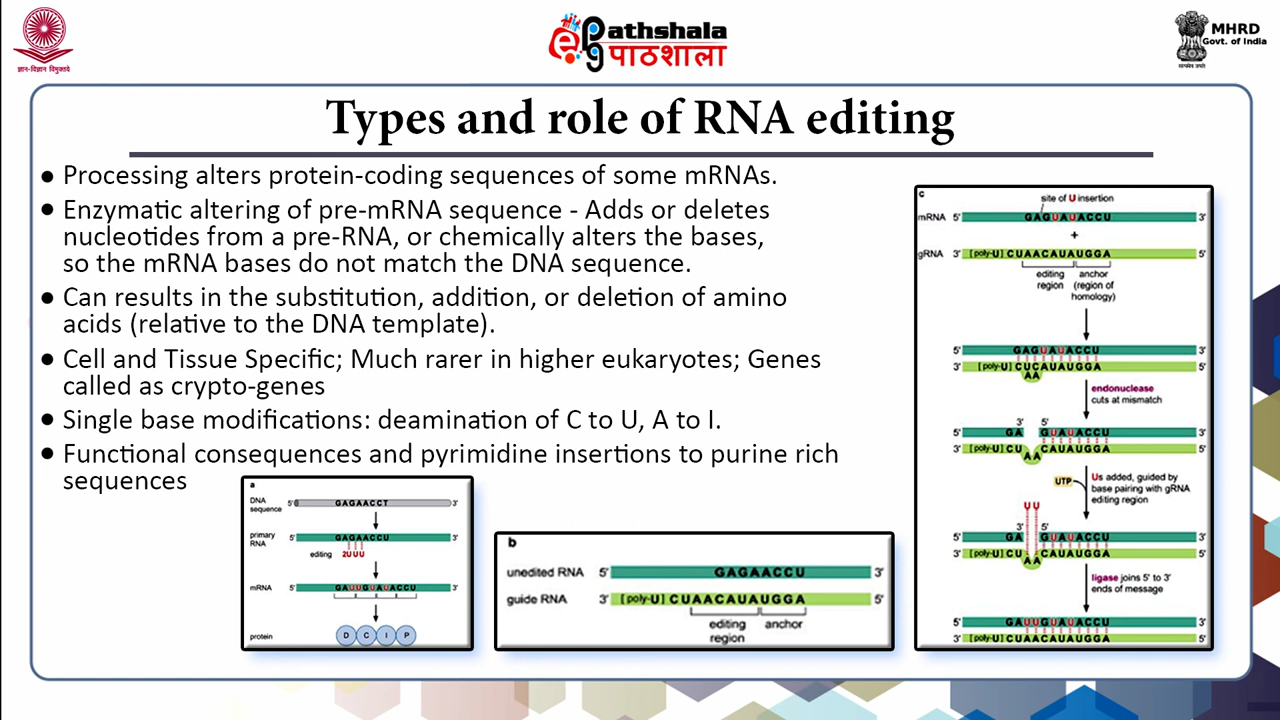 ज्ञान-विज्ञान विमुक्तये
ePg athshala
पाठशाला
MHRD
Govt. of India
सत्यमेव जयते
Types and role of RNA editing
● Processing alters protein-coding sequences of some mRNAs.
● Enzymatic altering of pre-mRNA sequence - Adds or deletes
nucleotides from a pre-RNA, or chemically alters the bases,
so the mRNA bases do not match the DNA sequence.
● Can results in the substitution, addition, or deletion of amino
acids (relative to the DNA template).
● Cell and Tissue Specific; Much rarer in higher eukaryotes; Genes
called as crypto-genes
● Single base modifications: deamination of C to U, A to I.
● Functional consequences and pyrimidine insertions to purine rich
sequences
a
DNA sequence 5' GAGAACCT 3'
primary RNA 5' GAGAACCU 3'
editing 2UUU
mRNA 5' GAUUGUAUACCU 3'
protein D C I P
b
unedited RNA 5' GAGAACCU 3'
guide RNA 3' [poly-U] CUAACAUAUGGA 5'
editing region anchor
c
site of U insertion
mRNA 5' GAGUAUACCU 3'
+
gRNA 3' [poly-U] CUAACAUAUGGA 5'
editing region anchor (region of homology)
5' GAGUAUACCU 3'
3' [poly-U] CUCAUAUGGA 5'
AA
endonuclease
cuts at mismatch
3' 5'
5' GA GUAUACCU 3'
3' [poly-U] CU CAUAUGGA 5'
AA
UTP
Us added, guided by
base pairing with gRNA
editing region
UU
3' 5'
5' GA GUAUACCU 3'
3' [poly-U] CU CAUAUGGA 5'
AA
ligase joins 5' to 3'
ends of message
5' GAUUGUAUACCU 3'
3' [poly-U] CUAACAUAUGGA 5'